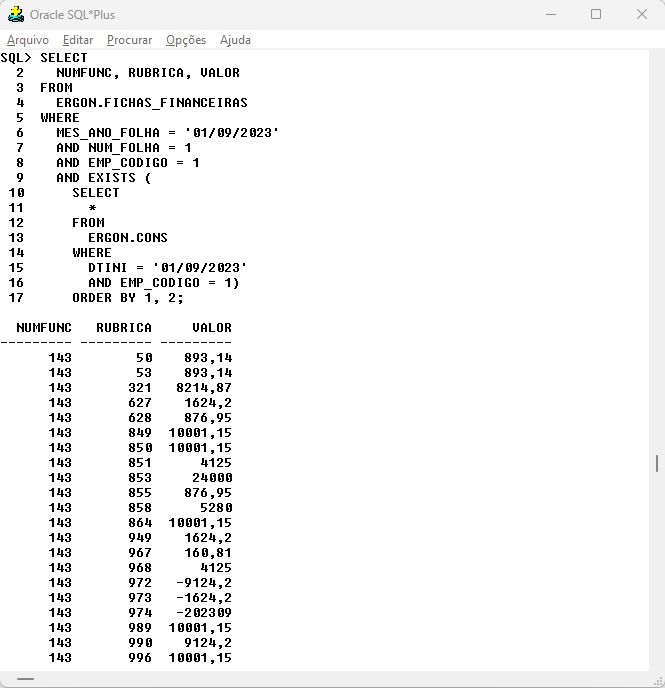 Oracle SQL*Plus
Arquivo Editar Procurar Opções Ajuda
SQL> SELECT
  2    NUMFUNC, RUBRICA, VALOR
  3  FROM
  4    ERGON.FICHAS_FINANCEIRAS
  5  WHERE
  6    MES_ANO_FOLHA = '01/09/2023'
  7    AND NUM_FOLHA = 1
  8    AND EMP_CODIGO = 1
  9    AND EXISTS (
 10      SELECT
 11        *
 12      FROM
 13        ERGON.CONS
 14      WHERE
 15        DTINI = '01/09/2023'
 16        AND EMP_CODIGO = 1)
 17      ORDER BY 1, 2;
  NUMFUNC   RUBRICA     VALOR
--------- --------- ---------
      143        50    893,14
      143        53    893,14
      143       321   8214,87
      143       627    1624,2
      143       628    876,95
      143       849  10001,15
      143       850  10001,15
      143       851      4125
      143       853     24000
      143       855    876,95
      143       858      5280
      143       864  10001,15
      143       949    1624,2
      143       967    160,81
      143       968      4125
      143       972   -9124,2
      143       973   -1624,2
      143       974   -202309
      143       989  10001,15
      143       990    9124,2
      143       996  10001,15